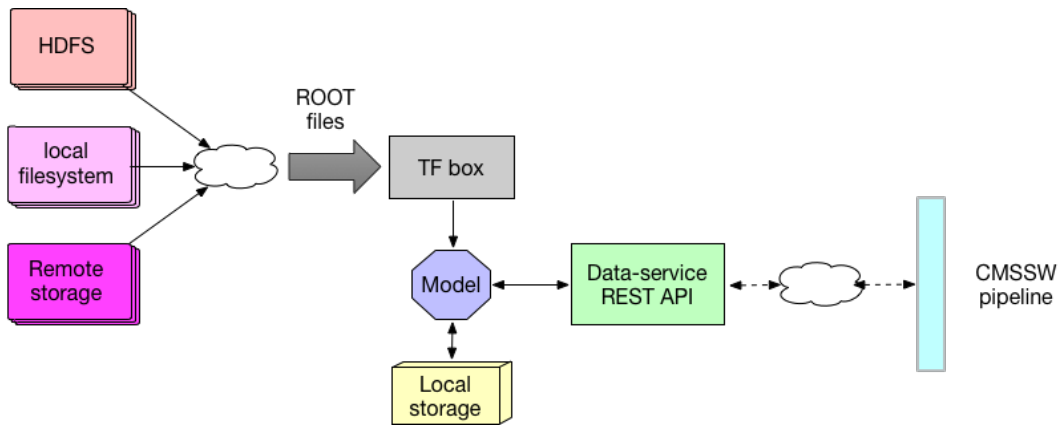 HDFS
ROOT
files
local
filesystem
TF box
Remote
storage
Model
Data-service
REST API
CMSSW
pipeline
Local
storage